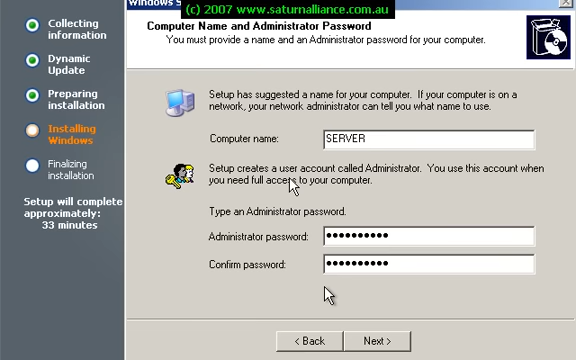 (c) 2007 www.saturnalliance.com.au
Collecting
information
Dynamic
Update
Preparing
installation
Installing
Windows
Finalizing
installation
Setup will complete
approximately:
33 minutes
Windows
Computer Name and Administrator Password
You must provide a name and an Administrator password for your computer.
Setup has suggested a name for your computer. If your computer is on a
network, your network administrator can tell you what name to use.
Computer name: SERVER
Setup creates a user account called Administrator. You use this account when
you need full access to your computer.
Type an Administrator password.
Administrator password: ●●●●●●●●●●
Confirm password: ●●●●●●●●●●
< Back Next >